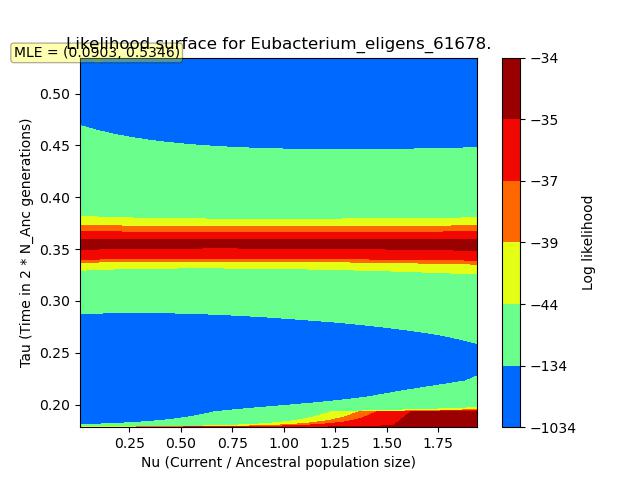 Likelihood surface for Eubacterium_eligens_61678.
MLE = (0.0903, 0.5346)
0.50
0.45
0.40
0.35
0.30
0.25
0.20
Tau (Time in 2 * N_Anc generations)
0.25 0.50 0.75 1.00 1.25 1.50 1.75
Nu (Current / Ancestral population size)
−34
−35
−37
−39
−44
−134
−1034
Log likelihood